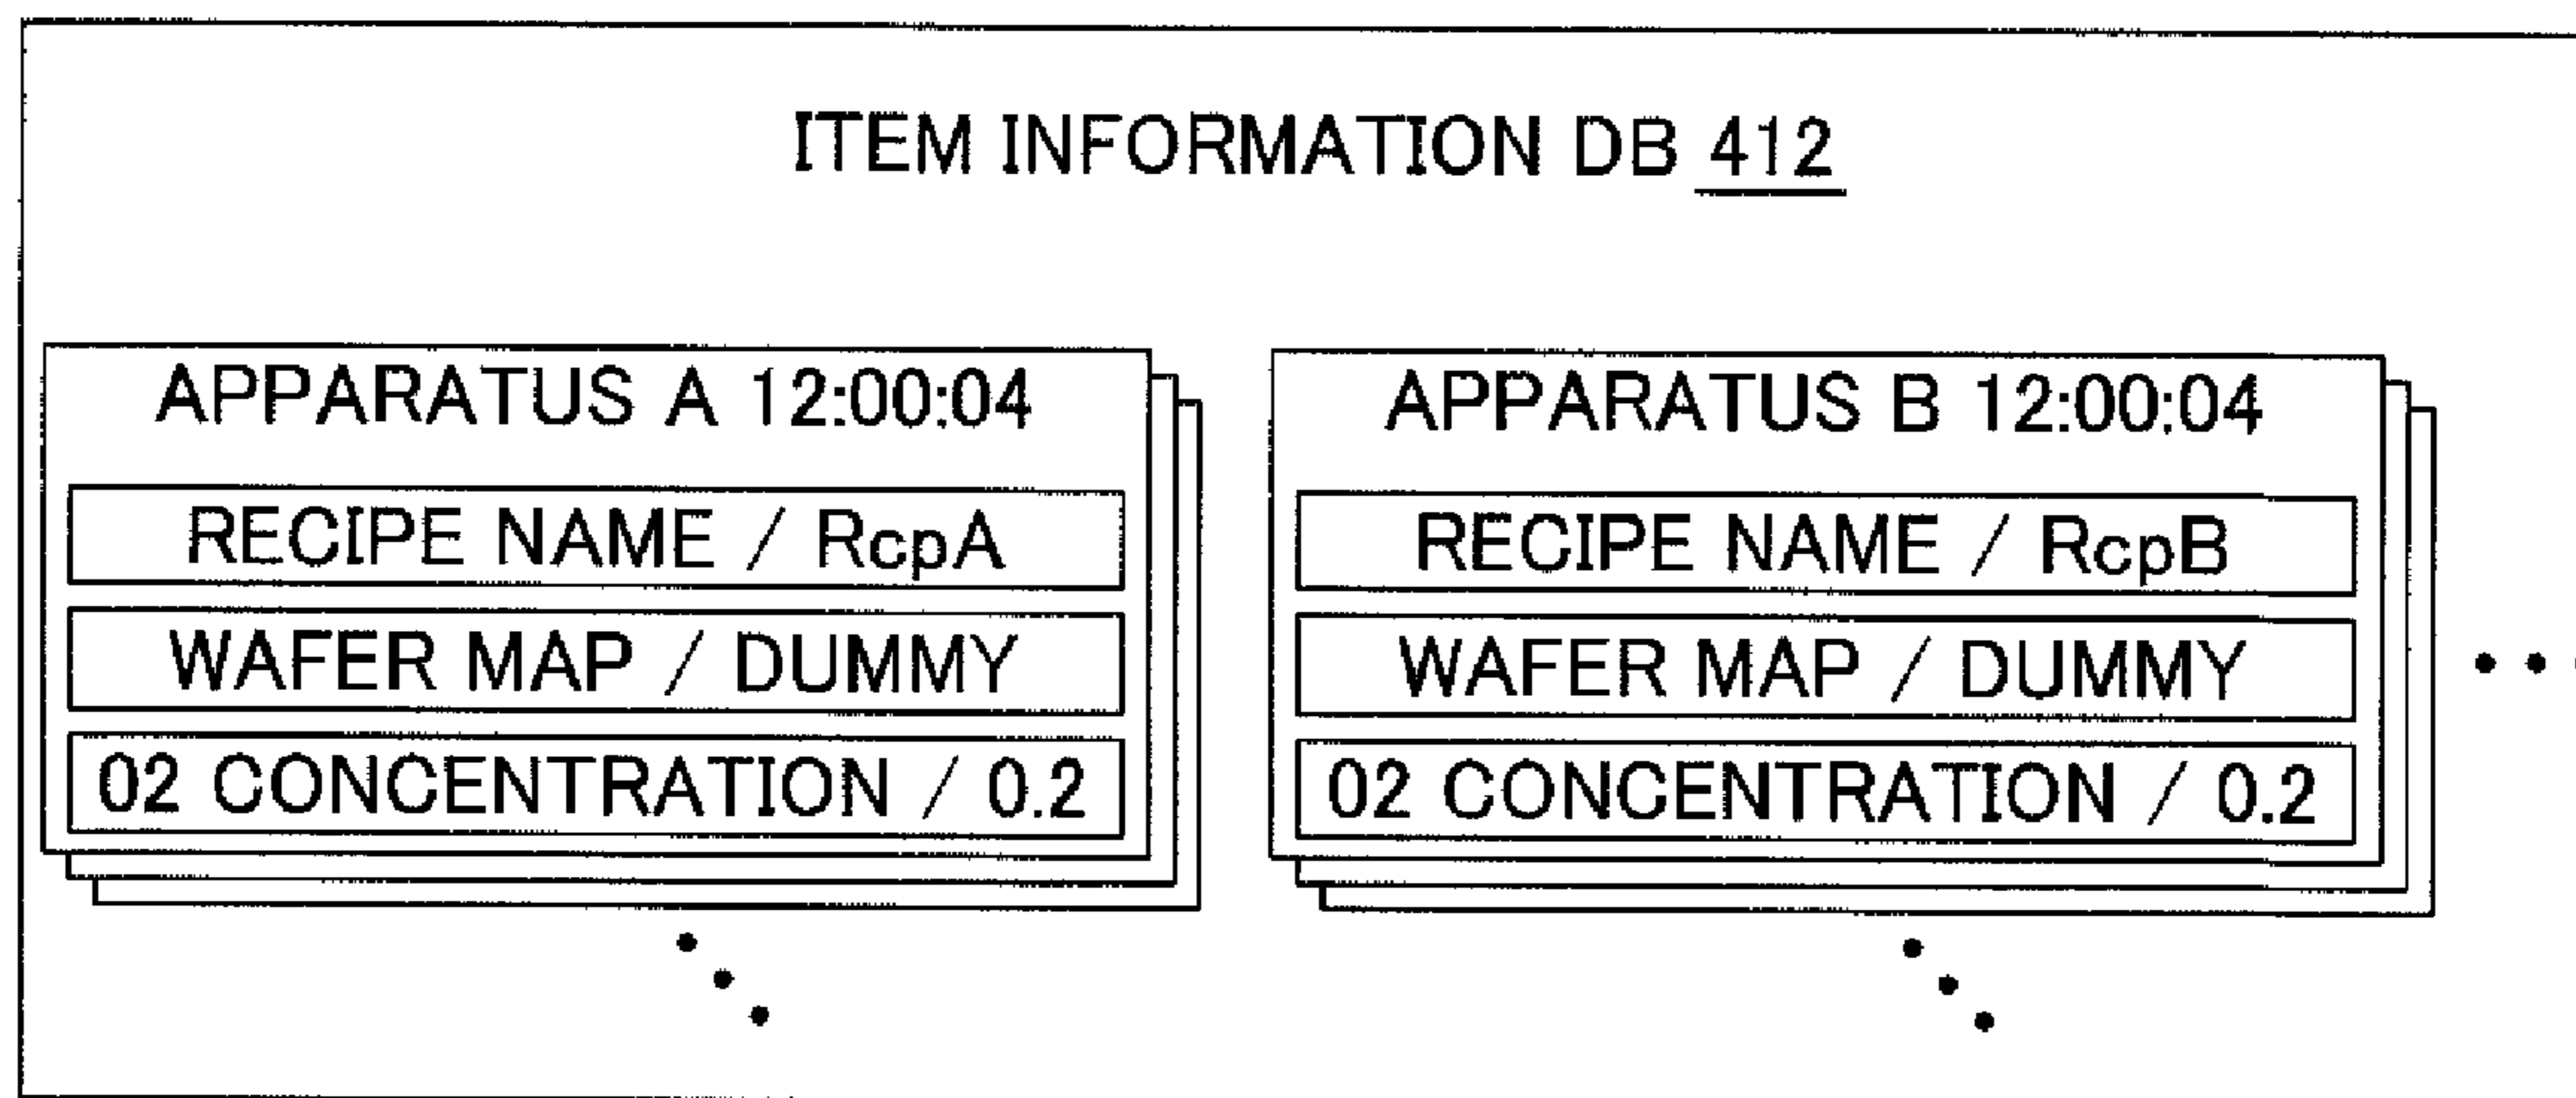 ITEM INFORMATION DB 412
APPARATUS A 12:00:04
RECIPE NAME / RcpA
WAFER MAP / DUMMY
02 CONCENTRATION / 0.2
APPARATUS B 12:00:04
RECIPE NAME / RcpB
WAFER MAP / DUMMY
02 CONCENTRATION / 0.2